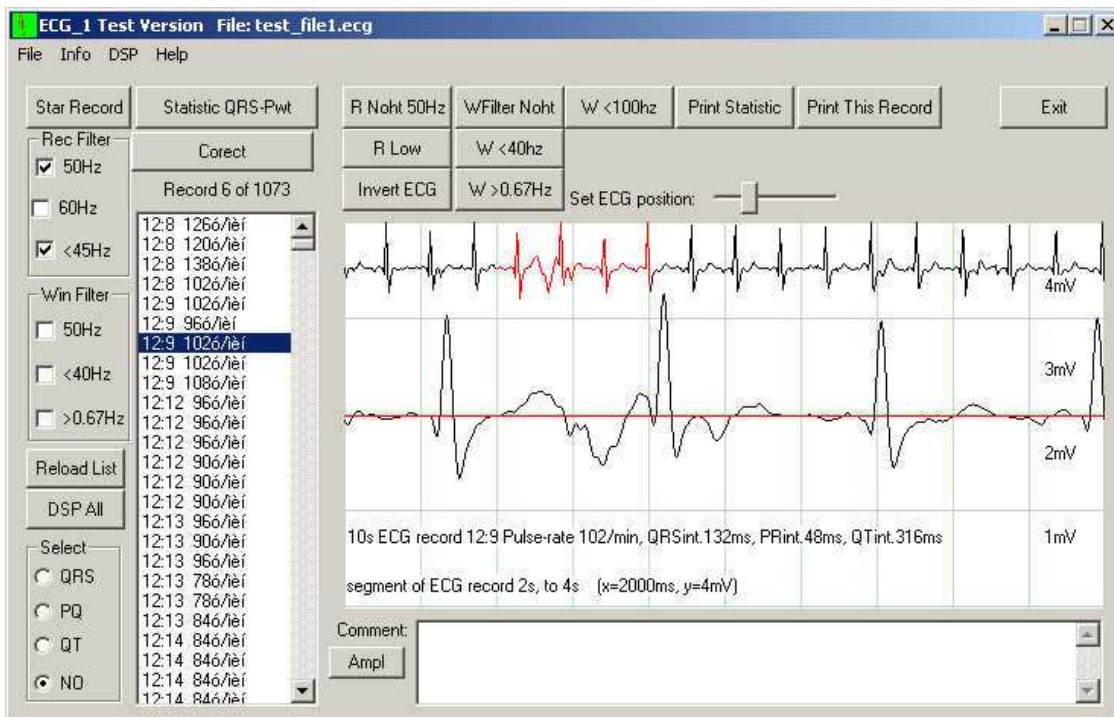 ECG_1 Test Version File: test_file1.ecg
File Info DSP Help
Star Record
Statistic QRS-Pwt
R Noht 50Hz
WFilter Noht
W <100hz
Print Statistic
Print This Record
Exit
Rec Filter
50Hz
60Hz
<45Hz
Corect
R Low
W <40hz
Record 6 of 1073
Invert ECG
W >0.67Hz
Set ECG position:
12:8 126ó/ìèí
12:8 120ó/ìèí
12:8 138ó/ìèí
12:8 102ó/ìèí
12:9 102ó/ìèí
12:9 96ó/ìèí
12:9 102ó/ìèí
12:9 102ó/ìèí
12:9 108ó/ìèí
12:12 96ó/ìèí
12:12 96ó/ìèí
12:12 96ó/ìèí
12:12 90ó/ìèí
12:12 90ó/ìèí
12:12 90ó/ìèí
12:13 96ó/ìèí
12:13 90ó/ìèí
12:13 96ó/ìèí
12:13 78ó/ìèí
12:13 78ó/ìèí
12:13 84ó/ìèí
12:14 84ó/ìèí
12:14 84ó/ìèí
12:14 84ó/ìèí
12:14 84ó/ìèí
Win Filter
50Hz
<40Hz
>0.67Hz
Reload List
DSP All
Select
QRS
PQ
QT
NO
4mV
3mV
2mV
1mV
10s ECG record 12:9 Pulse-rate 102/min, QRSint.132ms, PRint.48ms, QTint.316ms
segment of ECG record 2s, to 4s (x=2000ms, y=4mV)
Comment:
Ampl